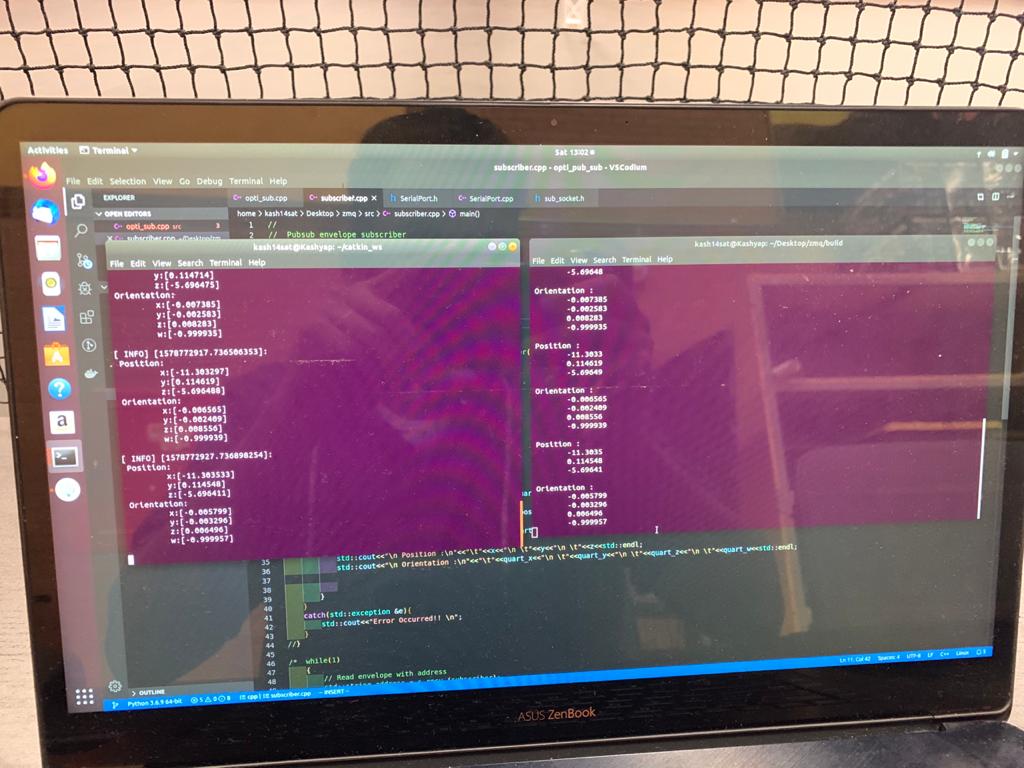 Activities Terminal Sat 13:02
subscriber.cpp - opti_pub_sub - VSCodium
File Edit Selection View Go Debug Terminal Help
EXPLORER opti_sub.cpp subscriber.cpp × SerialPort.h SerialPort.cpp sub_socket.h
OPEN EDITORS home > kash14sat > Desktop > zmq > src > subscriber.cpp > main()
opti_sub.cpp src 3 1 //
subscriber.cpp 2 // Pubsub envelope subscriber
kash14sat@Kashyap: ~/catkin_ws
File Edit View Search Terminal Help
y:[0.114714]
z:[-5.696475]
Orientation:
x:[-0.007385]
y:[-0.002583]
z:[0.008283]
w:[-0.999935]
[ INFO] [1578772917.736506353]:
Position:
x:[-11.303297]
y:[0.114619]
z:[-5.696488]
Orientation:
x:[-0.006565]
y:[-0.002409]
z:[0.008556]
w:[-0.999939]
[ INFO] [1578772917.736898254]:
Position:
x:[-11.303533]
y:[0.114548]
z:[-5.696411]
Orientation:
x:[-0.005799]
y:[-0.003296]
z:[0.006496]
w:[-0.999957]
kash14sat@Kashyap: ~/Desktop/zmq/build
File Edit View Search Terminal Help
-5.69648
Orientation :
-0.007385
-0.002583
0.008283
-0.999935
Position :
-11.3033
0.114619
-5.69649
Orientation :
-0.006565
-0.002409
0.008556
-0.999939
Position :
-11.3035
0.114548
-5.69641
Orientation :
-0.005799
-0.003296
0.006496
-0.999957
std::cout<<"\n Position :\n"<<"\t"<<x<<"\n \t"<<y<<"\n \t"<<z<<std::endl;
35 std::cout<<"\n Orientation :\n"<<"\t"<<quart_x<<"\n \t"<<quart_y<<"\n \t"<<quart_z<<"\n \t"<<quart_w<<std::endl;
36
37
38 }
39 }
40
41 catch(std::exception &e){
42 std::cout<<"Error Occurred!! \n";
43 }
44 //}
45
46 /* while(1)
47 {
48 // Read envelope with address
OUTLINE
Python 3.6.9 64-bit 5 0 8 cpp | subscriber.cpp -- INSERT -- Ln 11, Col 42 Spaces: 4 UTF-8 LF C++ Linux 5
ASUS ZenBook